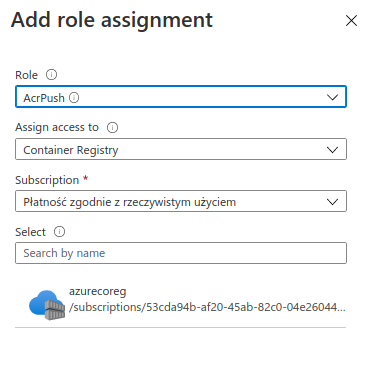 Add role assignment
Role
AcrPush
Assign access to
Container Registry
Subscription *
Płatność zgodnie z rzeczywistym użyciem
Select
Search by name
azurecoreg
/subscriptions/53cda94b-af20-45ab-82c0-04e26044...